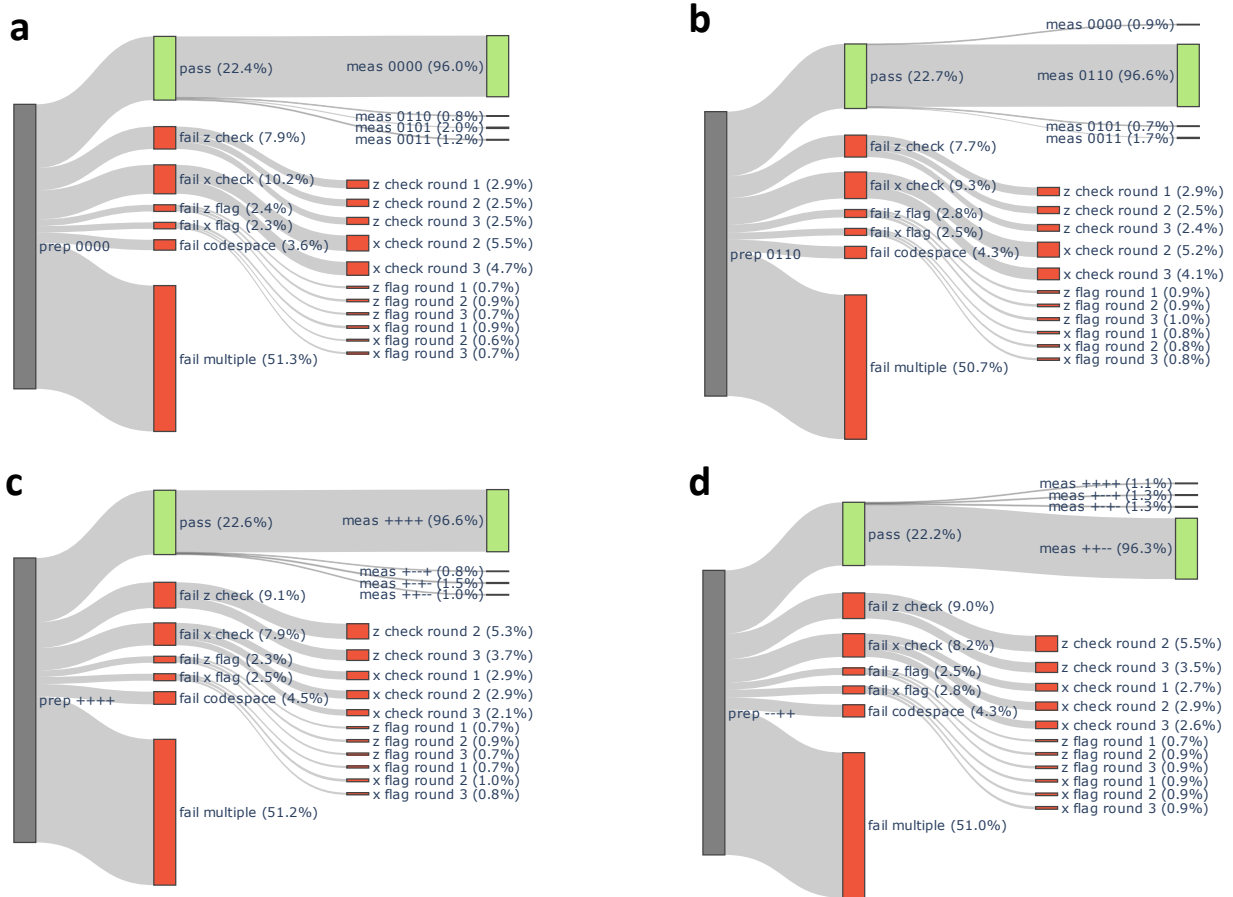 a
pass (22.4%)
meas 0000 (96.0%)
meas 0110 (0.8%)
meas 0101 (2.0%)
meas 0011 (1.2%)
fail z check (7.9%)
fail x check (10.2%)
fail z flag (2.4%)
fail x flag (2.3%)
prep 0000
fail codespace (3.6%)
fail multiple (51.3%)
z check round 1 (2.9%)
z check round 2 (2.5%)
z check round 3 (2.5%)
x check round 2 (5.5%)
x check round 3 (4.7%)
z flag round 1 (0.7%)
z flag round 2 (0.9%)
z flag round 3 (0.7%)
x flag round 1 (0.9%)
x flag round 2 (0.6%)
x flag round 3 (0.7%)
b
meas 0000 (0.9%)
pass (22.7%)
meas 0110 (96.6%)
meas 0101 (0.7%)
meas 0011 (1.7%)
fail z check (7.7%)
fail x check (9.3%)
fail z flag (2.8%)
fail x flag (2.5%)
prep 0110
fail codespace (4.3%)
fail multiple (50.7%)
z check round 1 (2.9%)
z check round 2 (2.5%)
z check round 3 (2.4%)
x check round 2 (5.2%)
x check round 3 (4.1%)
z flag round 1 (0.9%)
z flag round 2 (0.9%)
z flag round 3 (1.0%)
x flag round 1 (0.8%)
x flag round 2 (0.8%)
x flag round 3 (0.8%)
c
pass (22.6%)
meas ++++ (96.6%)
meas +--+ (0.8%)
meas +-+- (1.5%)
meas ++-- (1.0%)
fail z check (9.1%)
fail x check (7.9%)
fail z flag (2.3%)
fail x flag (2.5%)
prep ++++
fail codespace (4.5%)
fail multiple (51.2%)
z check round 2 (5.3%)
z check round 3 (3.7%)
x check round 1 (2.9%)
x check round 2 (2.9%)
x check round 3 (2.1%)
z flag round 1 (0.7%)
z flag round 2 (0.9%)
z flag round 3 (0.7%)
x flag round 1 (0.7%)
x flag round 2 (1.0%)
x flag round 3 (0.8%)
d
meas ++++ (1.1%)
meas +--+ (1.3%)
meas +-+- (1.3%)
pass (22.2%)
meas ++-- (96.3%)
fail z check (9.0%)
fail x check (8.2%)
fail z flag (2.5%)
fail x flag (2.8%)
prep --++
fail codespace (4.3%)
fail multiple (51.0%)
z check round 2 (5.5%)
z check round 3 (3.5%)
x check round 1 (2.7%)
x check round 2 (2.9%)
x check round 3 (2.6%)
z flag round 1 (0.7%)
z flag round 2 (0.9%)
z flag round 3 (0.9%)
x flag round 1 (0.9%)
x flag round 2 (0.9%)
x flag round 3 (0.9%)